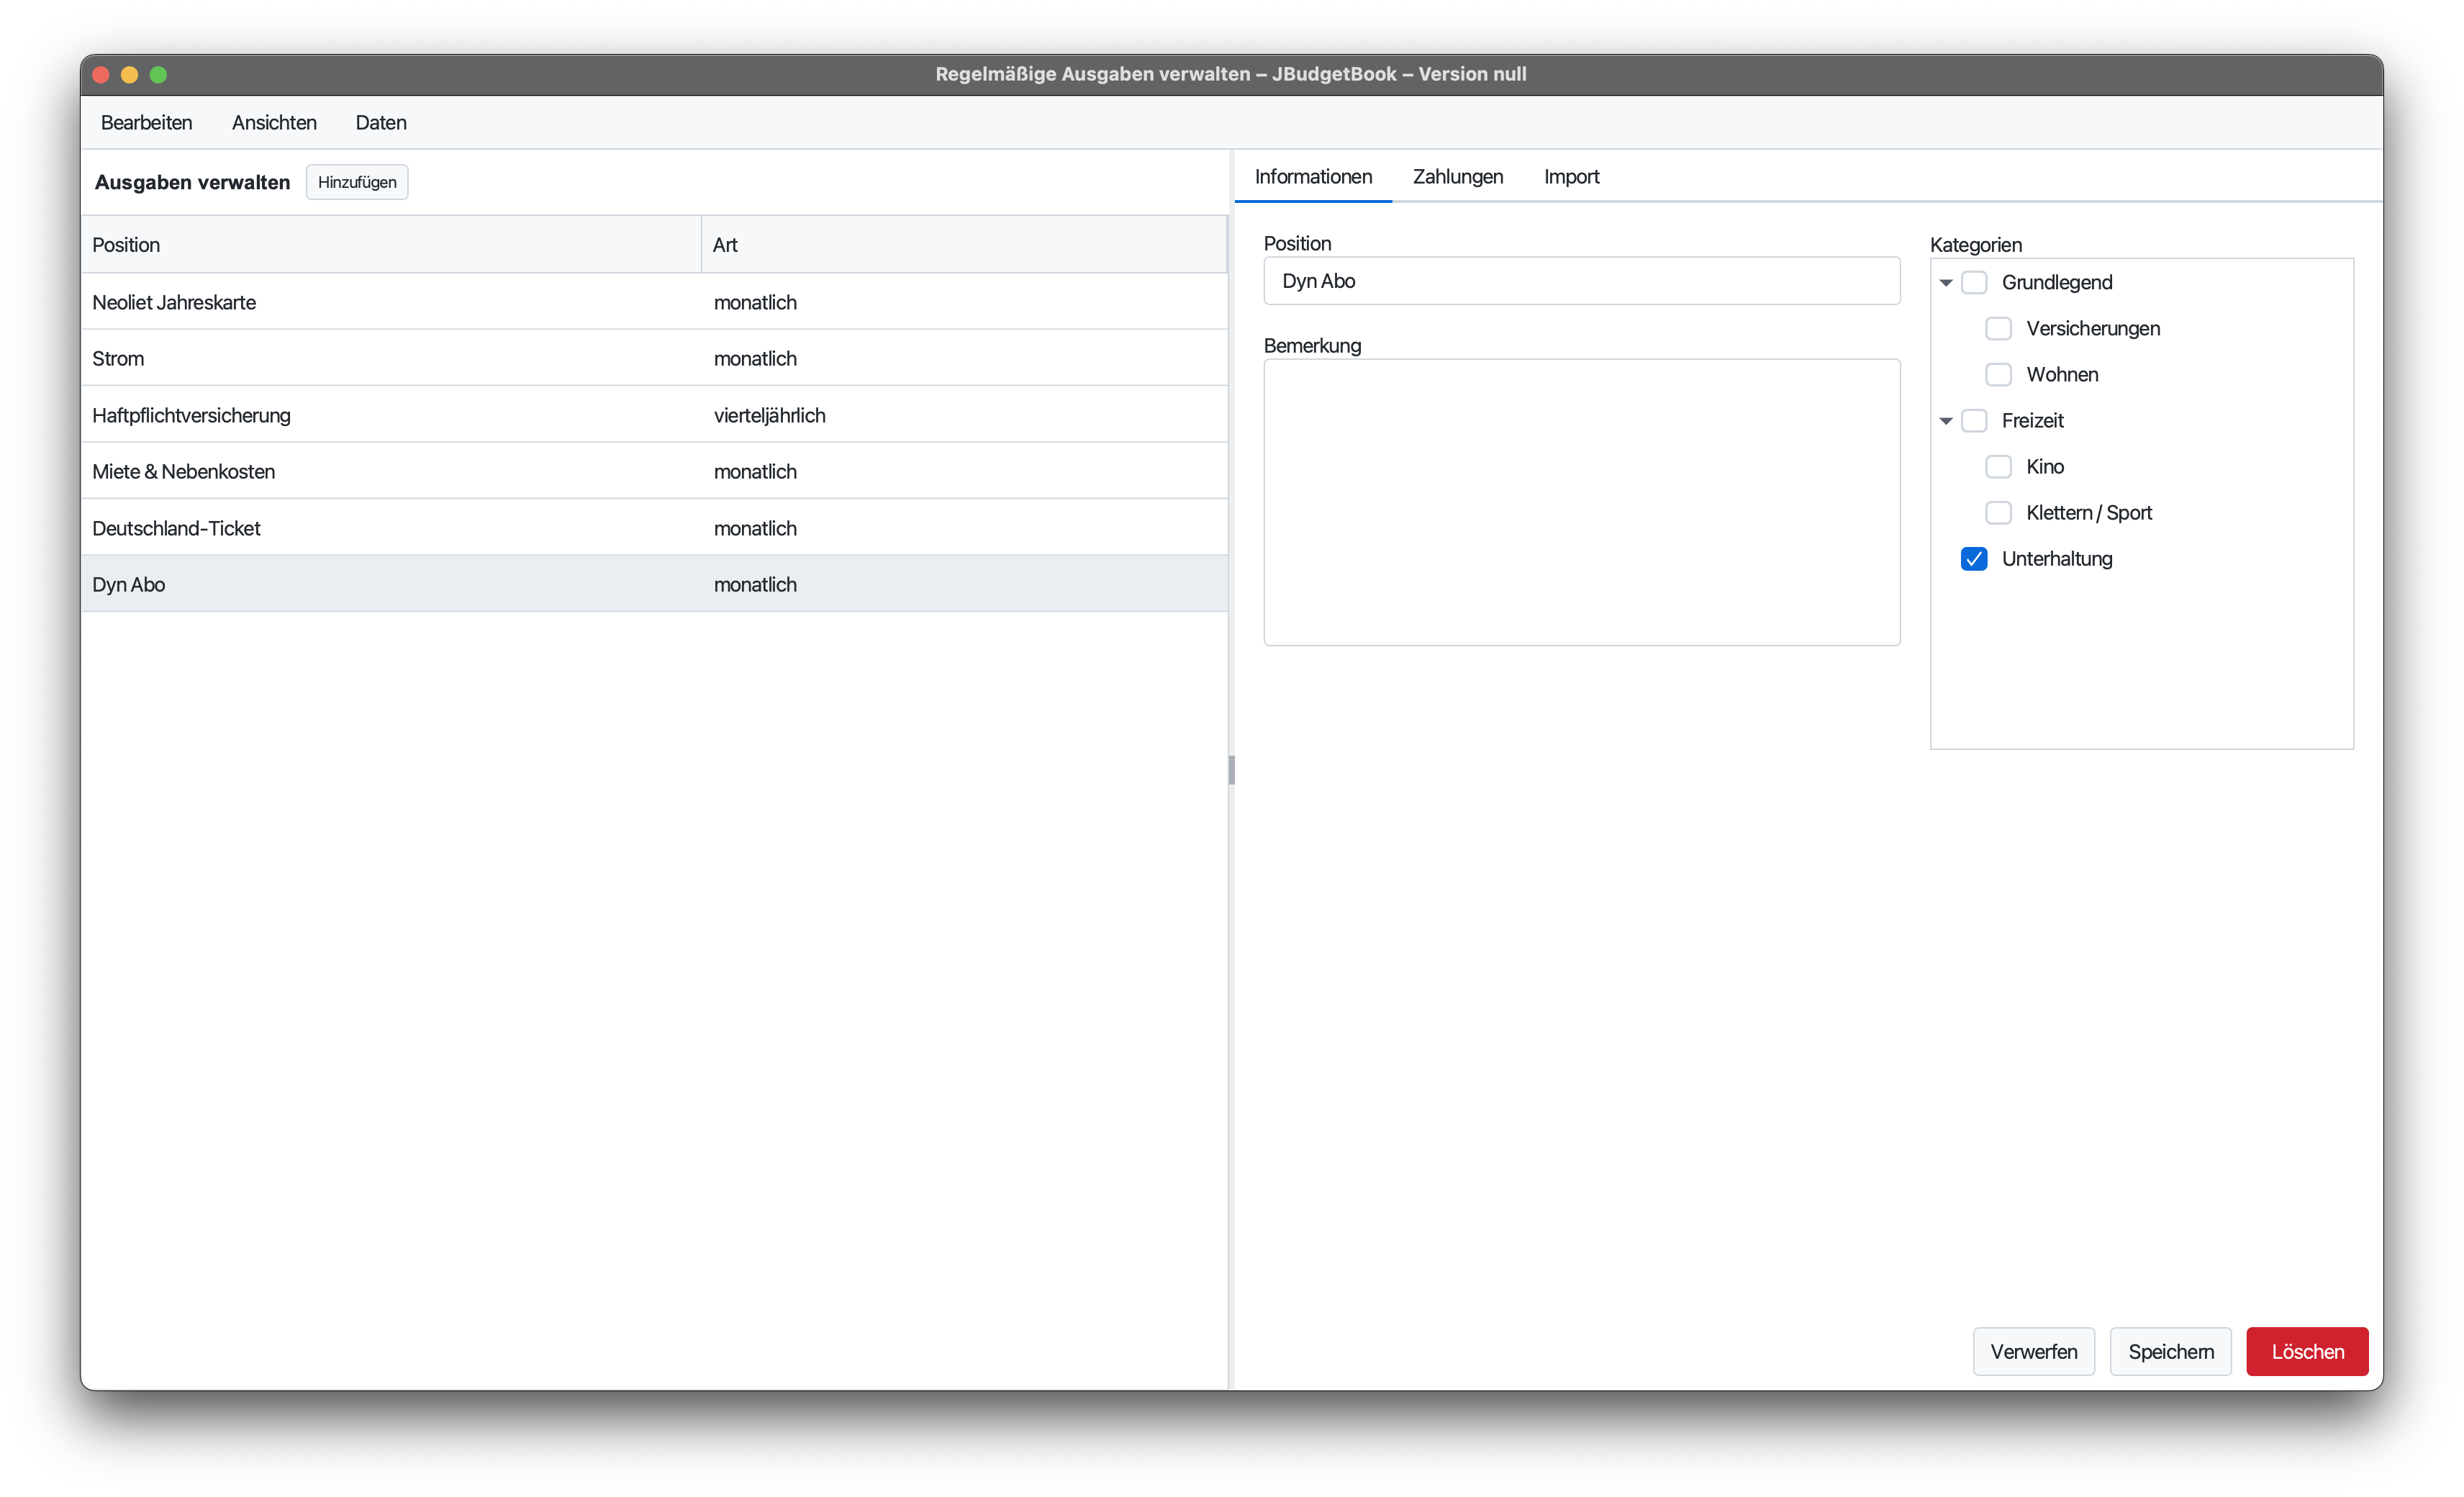 Regelmäßige Ausgaben verwalten – JBudgetBook – Version null
Bearbeiten Ansichten Daten
Ausgaben verwalten Hinzufügen
Position Art
Neoliet Jahreskarte monatlich
Strom monatlich
Haftpflichtversicherung vierteljährlich
Miete & Nebenkosten monatlich
Deutschland-Ticket monatlich
Dyn Abo monatlich
Informationen Zahlungen Import
Position
Dyn Abo
Bemerkung
Kategorien
Grundlegend
Versicherungen
Wohnen
Freizeit
Kino
Klettern / Sport
Unterhaltung
Verwerfen Speichern Löschen